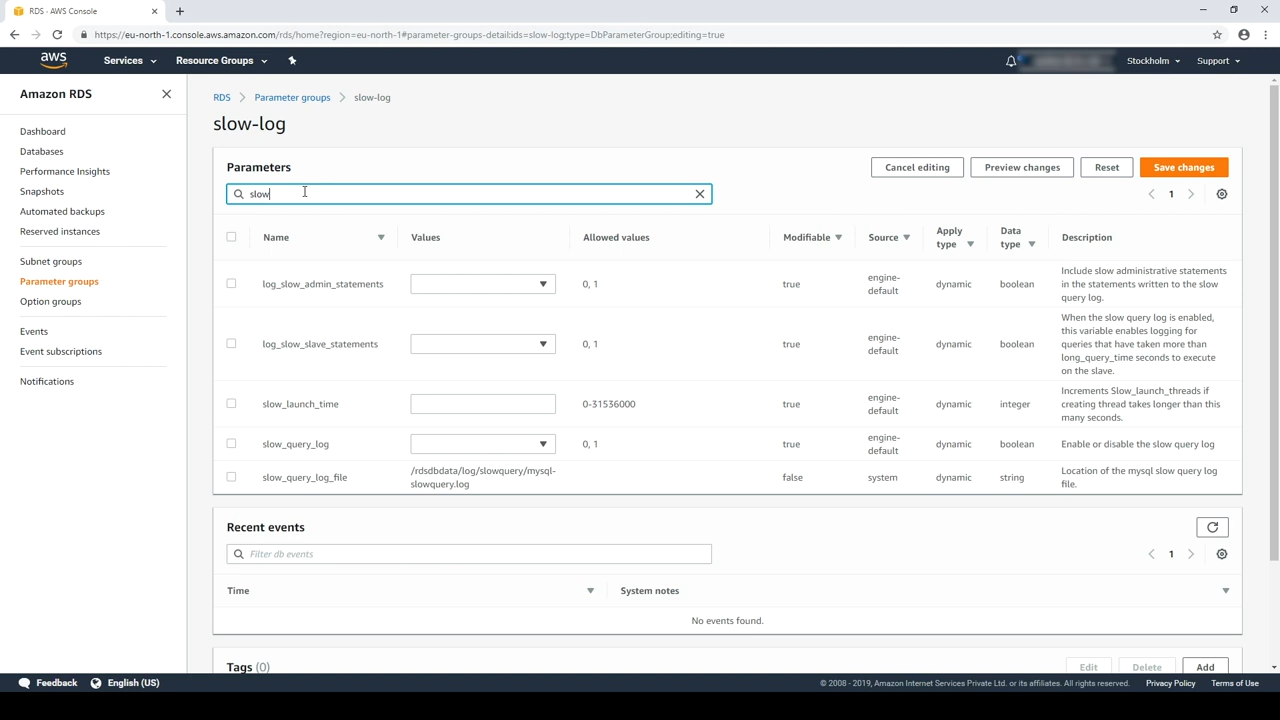 RDS - AWS Console
https://eu-north-1.console.aws.amazon.com/rds/home?region=eu-north-1#parameter-groups-detail:ids=slow-log;type=DbParameterGroup;editing=true
aws
Services
Resource Groups
Stockholm
Support
Amazon RDS
Dashboard
Databases
Performance Insights
Snapshots
Automated backups
Reserved instances
Subnet groups
Parameter groups
Option groups
Events
Event subscriptions
Notifications
RDS
Parameter groups
slow-log
slow-log
Parameters
Cancel editing
Preview changes
Reset
Save changes
slow
1
Name
Values
Allowed values
Modifiable
Source
Apply
type
Data
type
Description
log_slow_admin_statements
0, 1
true
engine-
default
dynamic
boolean
Include slow administrative statements
in the statements written to the slow
query log.
log_slow_slave_statements
0, 1
true
engine-
default
dynamic
boolean
When the slow query log is enabled,
this variable enables logging for
queries that have taken more than
long_query_time seconds to execute
on the slave.
slow_launch_time
0-31536000
true
engine-
default
dynamic
integer
Increments Slow_launch_threads if
creating thread takes longer than this
many seconds.
slow_query_log
0, 1
true
engine-
default
dynamic
boolean
Enable or disable the slow query log
slow_query_log_file
/rdsdbdata/log/slowquery/mysql-
slowquery.log
false
system
dynamic
string
Location of the mysql slow query log
file.
Recent events
Filter db events
1
Time
System notes
No events found.
Tags (0)
Edit
Delete
Add
Feedback
English (US)
© 2008 - 2019, Amazon Internet Services Private Ltd. or its affiliates. All rights reserved.
Privacy Policy
Terms of Use